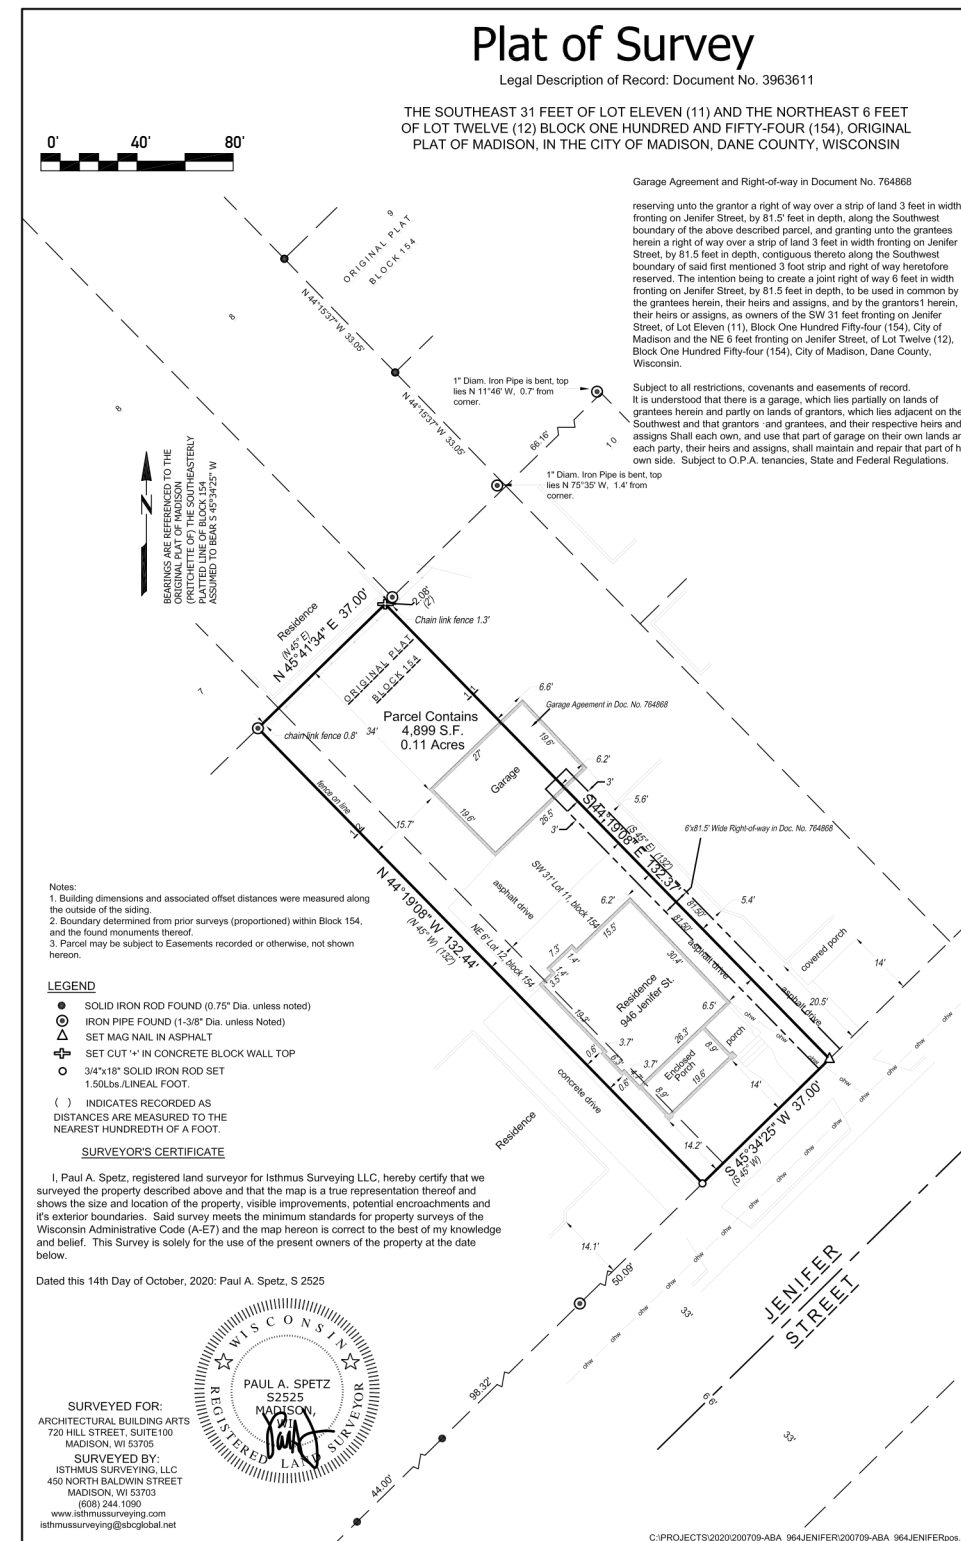 Plat of Survey
Legal Description of Record: Document No. 3963611
THE SOUTHEAST 31 FEET OF LOT ELEVEN (11) AND THE NORTHEAST 6 FEET
OF LOT TWELVE (12) BLOCK ONE HUNDRED AND FIFTY-FOUR (154), ORIGINAL
PLAT OF MADISON, IN THE CITY OF MADISON, DANE COUNTY, WISCONSIN
0' 40' 80'
Garage Agreement and Right-of-way in Document No. 764868
reserving unto the grantor a right of way over a strip of land 3 feet in width
fronting on Jenifer Street, by 81.5' feet in depth, along the Southwest
boundary of the above described parcel, and granting unto the grantees
herein a right of way over a strip of land 3 feet in width fronting on Jenifer
Street, by 81.5 feet in depth, contiguous thereto along the Southwest
boundary of said first mentioned 3 foot strip and right of way heretofore
reserved. The intention being to create a joint right of way 6 feet in width
fronting on Jenifer Street, by 81.5 feet in depth, to be used in common by
the grantees herein, their heirs and assigns, and by the grantors1 herein,
their heirs or assigns, as owners of the SW 31 feet fronting on Jenifer
Street, of Lot Eleven (11), Block One Hundred Fifty-four (154), City of
Madison and the NE 6 feet fronting on Jenifer Street, of Lot Twelve (12),
Block One Hundred Fifty-four (154), City of Madison, Dane County,
Wisconsin.
Subject to all restrictions, covenants and easements of record.
It is understood that there is a garage, which lies partially on lands of
grantees herein and partly on lands of grantors, which lies adjacent on the
Southwest and that grantors -and grantees, and their respective heirs and
assigns Shall each own, and use that part of garage on their own lands an
each party, their heirs and assigns, shall maintain and repair that part of h
own side. Subject to O.P.A. tenancies, State and Federal Regulations.
9
ORIGINAL PLAT
BLOCK 154
8
N 44°15'37" W 33.05'
8
N 44°15'37" W 33.05'
1" Diam. Iron Pipe is bent, top
lies N 11°46' W, 0.7' from
corner.
66.16'
10
1" Diam. Iron Pipe is bent, top
lies N 75°35' W, 1.4' from
corner.
N
BEARINGS ARE REFERENCED TO THE
ORIGINAL PLAT OF MADISON
(PRITCHETTE OF) THE SOUTHEASTERLY
PLATTED LINE OF BLOCK 154
ASSUMED TO BEAR S 45°34'25" W
Residence
(N 45° E)
N 45°41'34" E 37.00'
2.08'
(2')
Chain link fence 1.3'
7
ORIGINAL PLAT
BLOCK 154
Parcel Contains
4,899 S.F.
0.11 Acres
chain link fence 0.8'
34'
6.6'
Garage Ageement in Doc. No. 764868
19.6'
27'
Garage
6.2'
3'
5.6'
fence on line
19.6'
26.5'
3'
15.7'
11
12
S 44°19'08" E 132.37'
(S 45° E) (132')
6'x81.5' Wide Right-of-way in Doc. No. 764868
N 44°19'08" W 132.44'
(N 45° W) (132')
asphalt drive
SW 31' Lot 11, block 154
NE 6' Lot 12, block 154
6.2'
5.4'
81.50'
81.50'
15.5'
asphalt drive
covered porch
14'
7.3'
1.4'
1.4'
3.5'
30.4'
Residence
946 Jenifer St.
asphalt drive
20.5'
6.5'
19.3'
3.7'
26.3'
8.9'
porch
0.6'
6.3'
3.7'
4.7'
Enclosed
Porch
19.6'
0.6'
8.9'
14'
concrete drive
14.2'
Residence
S 45°34'25" W 37.00'
(S 45° W)
ohw
ohw
ohw
ohw
ohw
ohw
ohw
ohw
ohw
ohw
ohw
ohw
14.1'
50.09'
JENIFER
STREET
33'
66'
33'
98.32'
44.00'
Notes:
1. Building dimensions and associated offset distances were measured along
the outside of the siding.
2. Boundary determined from prior surveys (proportioned) within Block 154,
and the found monuments thereof.
3. Parcel may be subject to Easements recorded or otherwise, not shown
hereon.
LEGEND
SOLID IRON ROD FOUND (0.75" Dia. unless noted)
IRON PIPE FOUND (1-3/8" Dia. unless Noted)
SET MAG NAIL IN ASPHALT
SET CUT '+' IN CONCRETE BLOCK WALL TOP
3/4"x18" SOLID IRON ROD SET
1.50Lbs./LINEAL FOOT.
( ) INDICATES RECORDED AS
DISTANCES ARE MEASURED TO THE
NEAREST HUNDREDTH OF A FOOT.
SURVEYOR'S CERTIFICATE
I, Paul A. Spetz, registered land surveyor for Isthmus Surveying LLC, hereby certify that we
surveyed the property described above and that the map is a true representation thereof and
shows the size and location of the property, visible improvements, potential encroachments and
it's exterior boundaries. Said survey meets the minimum standards for property surveys of the
Wisconsin Administrative Code (A-E7) and the map hereon is correct to the best of my knowledge
and belief. This Survey is solely for the use of the present owners of the property at the date
below.
Dated this 14th Day of October, 2020: Paul A. Spetz, S 2525
WISCONSIN
PAUL A. SPETZ
S2525
MADISON,
WI
REGISTERED LAND SURVEYOR
SURVEYED FOR:
ARCHITECTURAL BUILDING ARTS
720 HILL STREET, SUITE100
MADISON, WI 53705
SURVEYED BY:
ISTHMUS SURVEYING, LLC
450 NORTH BALDWIN STREET
MADISON, WI 53703
(608) 244.1090
www.isthmussurveying.com
isthmussurveying@sbcglobal.net
C:\PROJECTS\2020\200709-ABA_964JENIFER\200709-ABA_964JENIFERpos.